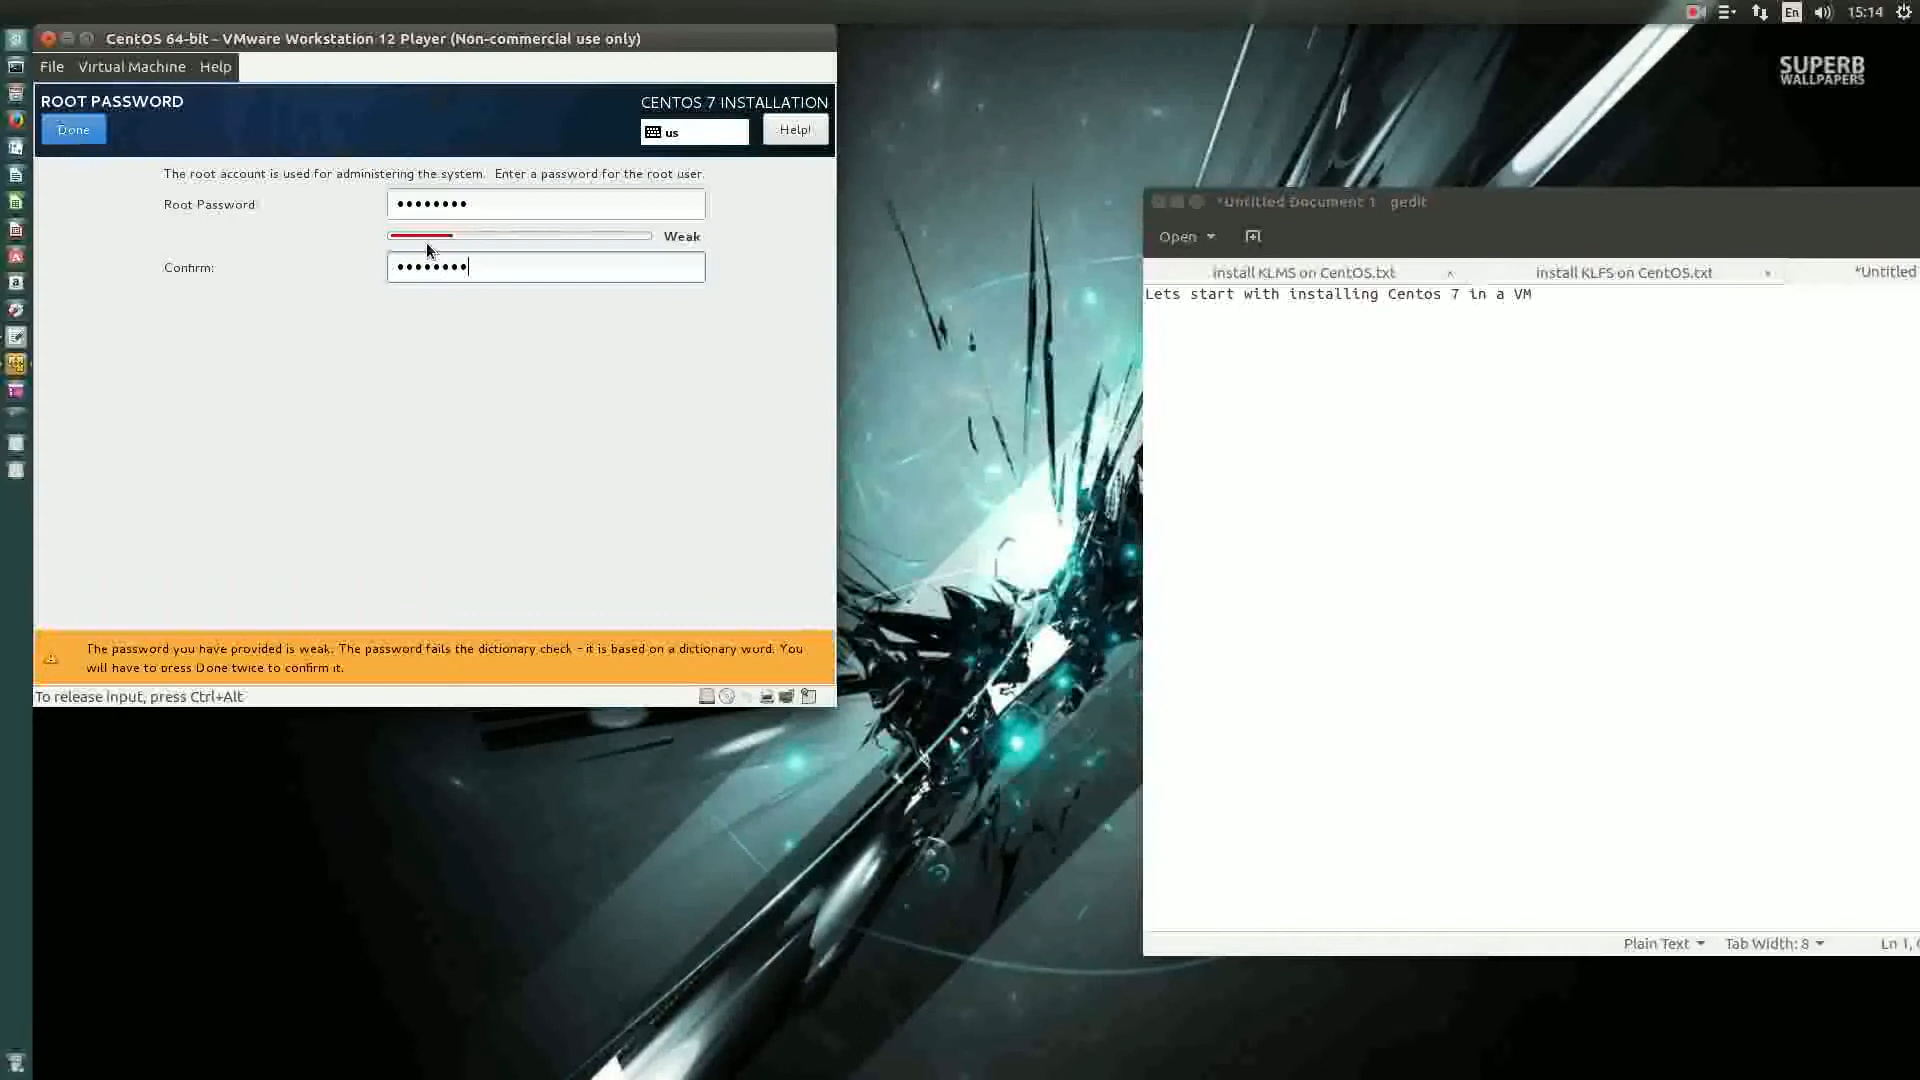 En
15:14
SUPERB
WALLPAPERS
CentOS 64-bit - VMware Workstation 12 Player (Non-commercial use only)
File Virtual Machine Help
ROOT PASSWORD
CENTOS 7 INSTALLATION
Done
us
Help!
The root account is used for administering the system. Enter a password for the root user.
Root Password
Weak
Confirm:
The password you have provided is weak. The password fails the dictionary check - it is based on a dictionary word. You
will have to press Done twice to confirm it.
To release input, press Ctrl+Alt
*Untitled Document 1 gedit
Open
install KLMS on CentOS.txt
install KLFS on CentOS.txt
*Untitled
Lets start with installing Centos 7 in a VM
Plain Text
Tab Width: 8
Ln 1,